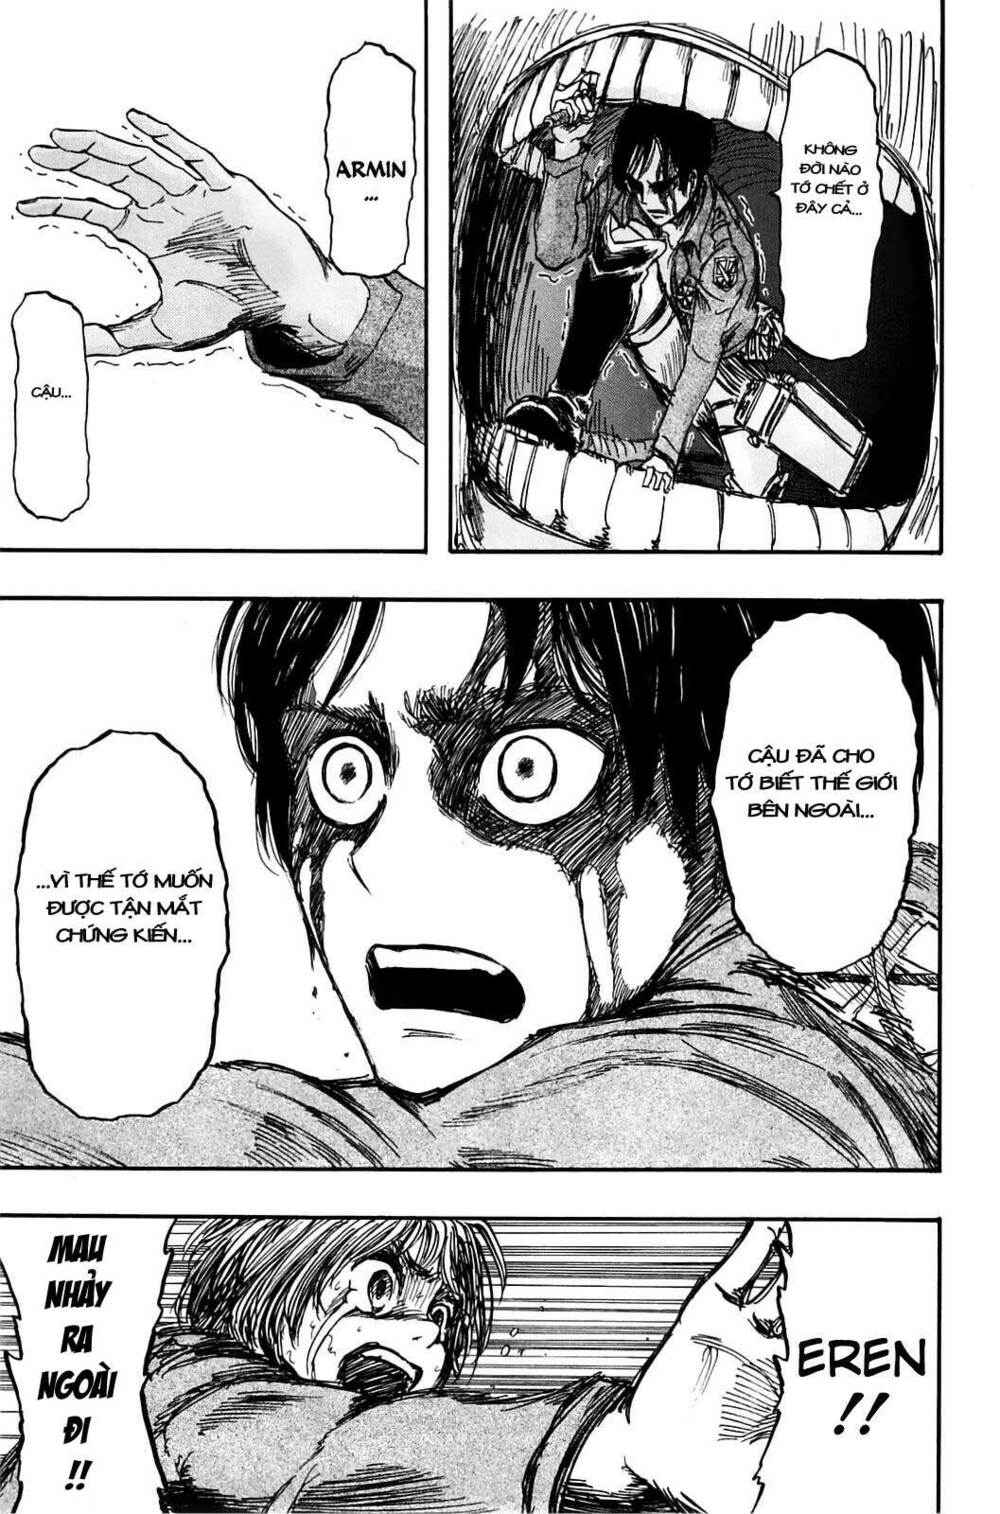 KHÔNG
ĐỜI NÀO
TỚ CHẾT Ở
ĐÂY CẢ...
ARMIN
...
CẬU...
CẬU ĐÃ CHO
TỚ BIẾT THẾ GIỚI
BÊN NGOÀI...
...VÌ THẾ TỚ MUỐN
ĐƯỢC TẬN MẮT
CHỨNG KIẾN...
EREN
!!
MAU
NHẢY
RA
NGOÀI
ĐI
!!